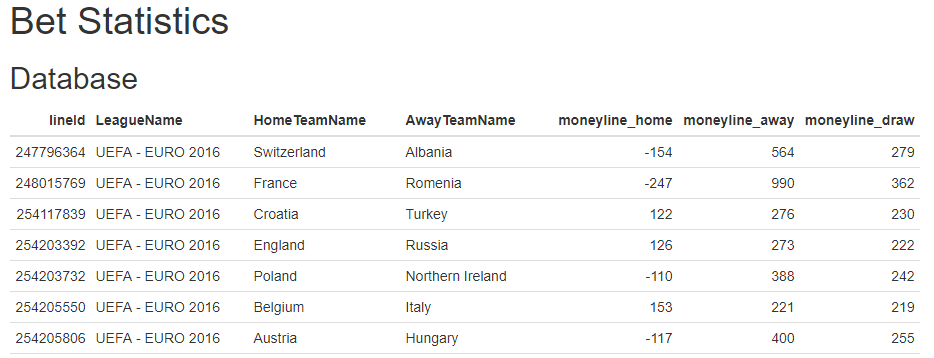 Bet Statistics
Database
lineId LeagueName HomeTeamName AwayTeamName moneyline_home moneyline_away moneyline_draw
247796364 UEFA - EURO 2016 Switzerland Albania -154 564 279
248015769 UEFA - EURO 2016 France Romenia -247 990 362
254117839 UEFA - EURO 2016 Croatia Turkey 122 276 230
254203392 UEFA - EURO 2016 England Russia 126 273 222
254203732 UEFA - EURO 2016 Poland Northern Ireland -110 388 242
254205550 UEFA - EURO 2016 Belgium Italy 153 221 219
254205806 UEFA - EURO 2016 Austria Hungary -117 400 255